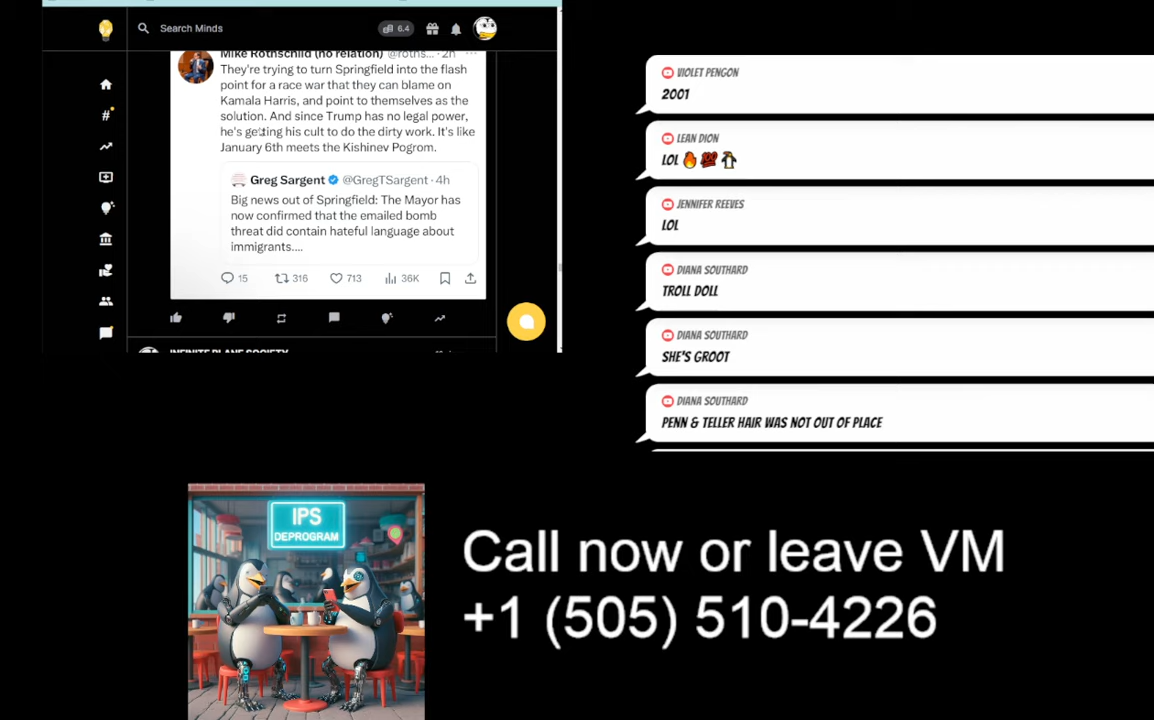 Search Minds
6.4
Mike Rothschild (no relation) @roths... · 2h
They're trying to turn Springfield into the flash
point for a race war that they can blame on
Kamala Harris, and point to themselves as the
solution. And since Trump has no legal power,
he's getting his cult to do the dirty work. It's like
January 6th meets the Kishinev Pogrom.
Greg Sargent @GregTSargent · 4h
Big news out of Springfield: The Mayor has
now confirmed that the emailed bomb
threat did contain hateful language about
immigrants....
15 316 713 36K
INFINITE PLANE SOCIETY
VIOLET PENGON
2001
LEAN DION
LOL 🔥💯🐧
JENNIFER REEVES
LOL
DIANA SOUTHARD
TROLL DOLL
DIANA SOUTHARD
SHE'S GROOT
DIANA SOUTHARD
PENN & TELLER HAIR WAS NOT OUT OF PLACE
IPS
DEPROGRAM
Call now or leave VM
+1 (505) 510-4226